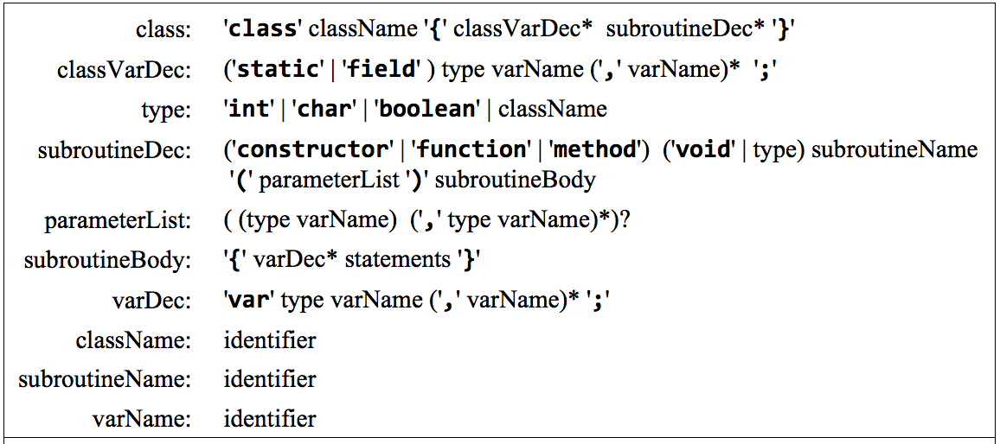 class: 'class' className '{' classVarDec* subroutineDec* '}'
classVarDec: ('static' | 'field' ) type varName (',' varName)* ';'
type: 'int' | 'char' | 'boolean' | className
subroutineDec: ('constructor' | 'function' | 'method') ('void' | type) subroutineName
'(' parameterList ')' subroutineBody
parameterList: ( (type varName) (',' type varName)*)?
subroutineBody: '{' varDec* statements '}'
varDec: 'var' type varName (',' varName)* ';'
className: identifier
subroutineName: identifier
varName: identifier